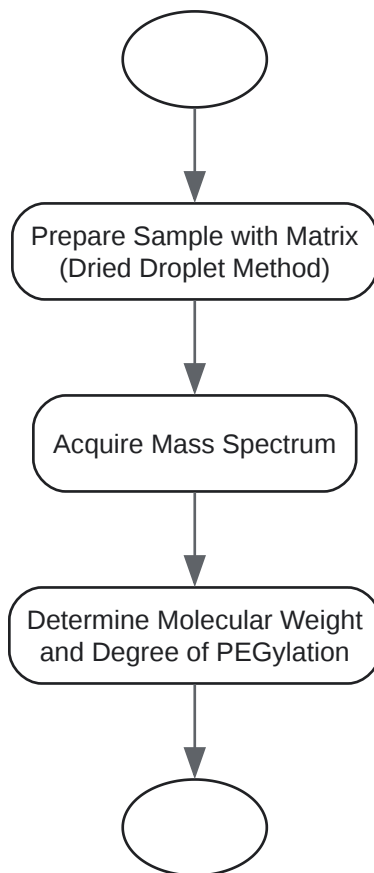 Prepare Sample with Matrix
(Dried Droplet Method)
Acquire Mass Spectrum
Determine Molecular Weight
and Degree of PEGylation